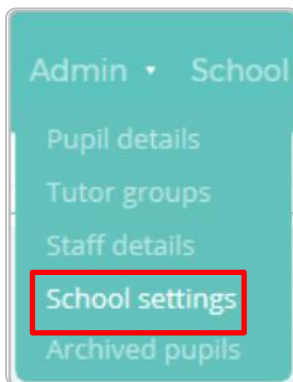 Admin • School
Pupil details
Tutor groups
Staff details
School settings
Archived pupils